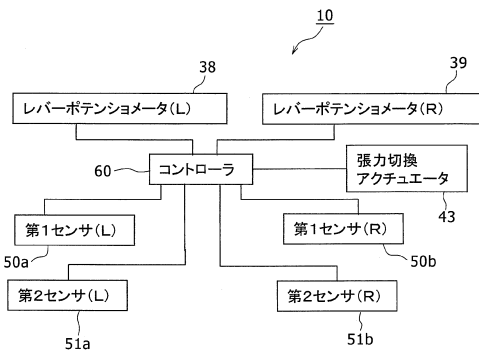 10
38
39
レバーポテンショメータ(L)
レバーポテンショメータ(R)
60
コントローラ
張力切換
アクチュエータ
43
第1センサ(L)
第1センサ(R)
50a
50b
第2センサ(L)
第2センサ(R)
51a
51b